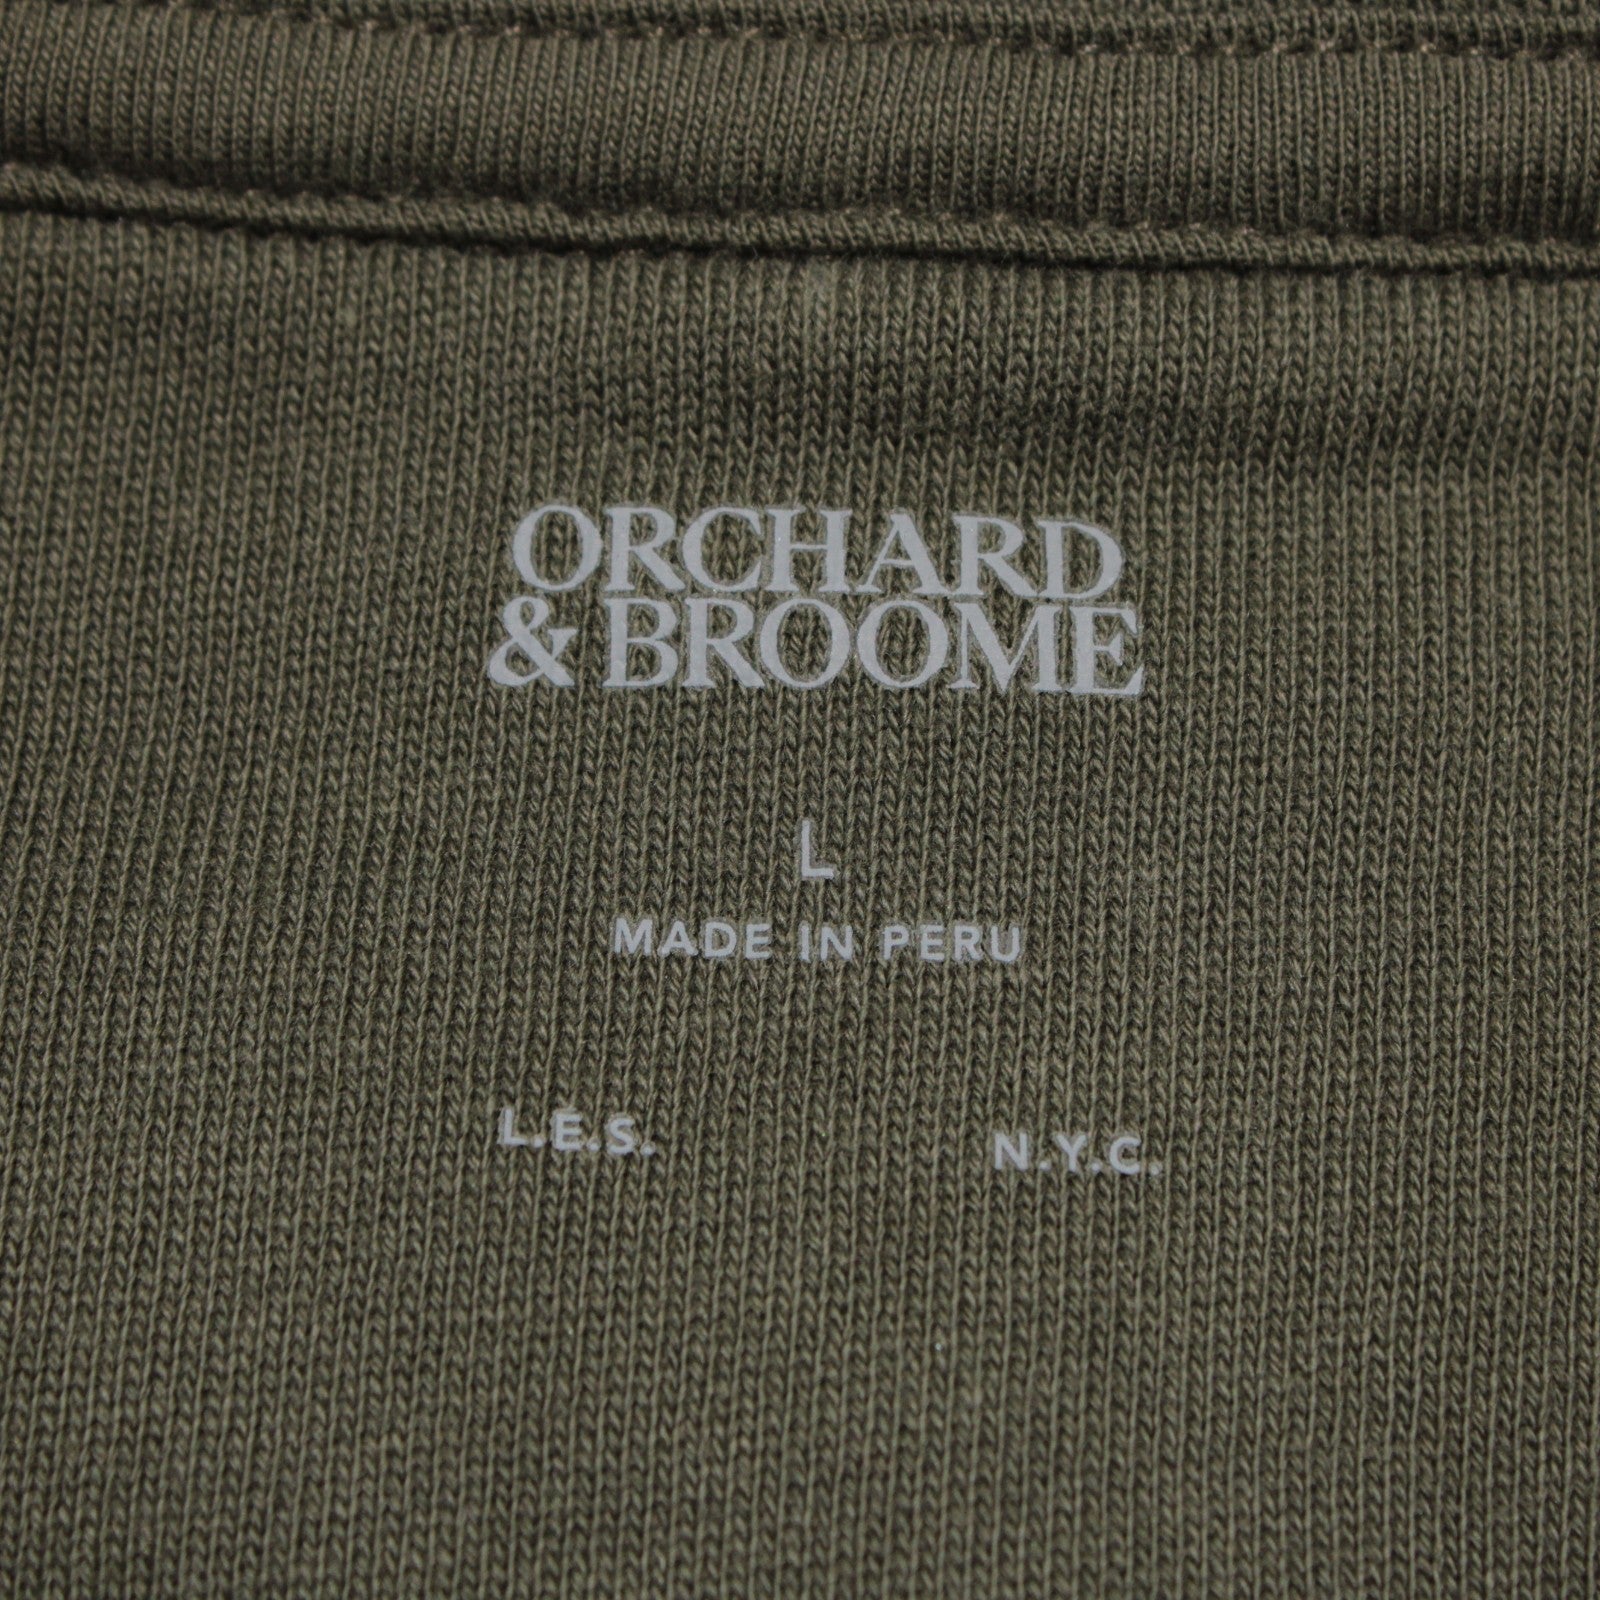 ORCHARD
& BROOME
L
MADE IN PERU
L.E.S. N.Y.C.